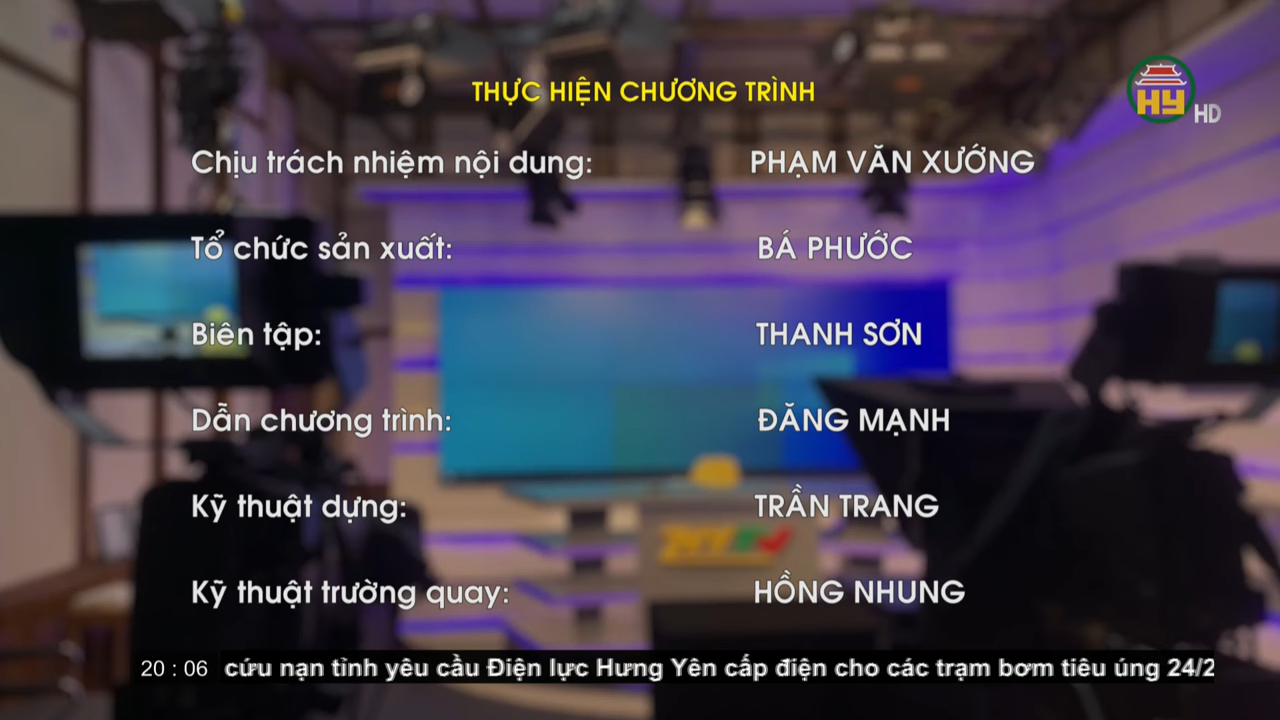 THỰC HIỆN CHƯƠNG TRÌNH
HY HD
Chịu trách nhiệm nội dung: PHẠM VĂN XƯỚNG
Tổ chức sản xuất: BÁ PHƯỚC
Biên tập: THANH SƠN
Dẫn chương trình: ĐĂNG MẠNH
Kỹ thuật dựng: TRẦN TRANG
Kỹ thuật trường quay: HỒNG NHUNG
20 : 06 cứu nạn tỉnh yêu cầu Điện lực Hưng Yên cấp điện cho các trạm bơm tiêu úng 24/2